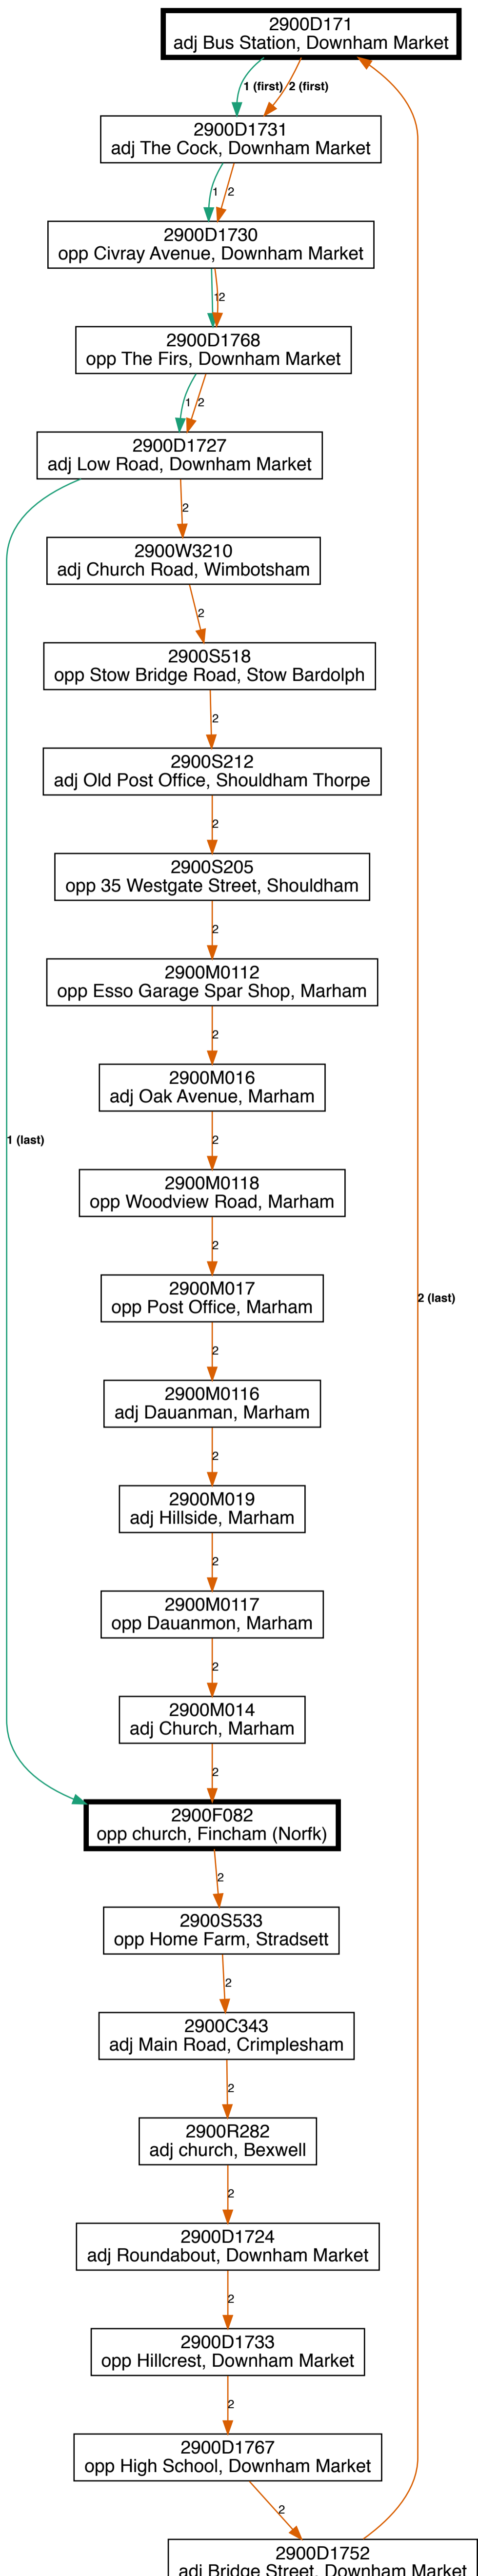 2900D171
adj Bus Station, Downham Market
1 (first)
2 (first)
2900D1731
adj The Cock, Downham Market
1
2
2900D1730
opp Civray Avenue, Downham Market
1
2
2900D1768
opp The Firs, Downham Market
1
2
2900D1727
adj Low Road, Downham Market
2
2900W3210
adj Church Road, Wimbotsham
2
2900S518
opp Stow Bridge Road, Stow Bardolph
2
2900S212
adj Old Post Office, Shouldham Thorpe
2
2900S205
opp 35 Westgate Street, Shouldham
2
2900M0112
opp Esso Garage Spar Shop, Marham
2
2900M016
adj Oak Avenue, Marham
1 (last)
2
2900M0118
opp Woodview Road, Marham
2
2900M017
opp Post Office, Marham
2 (last)
2
2900M0116
adj Dauanman, Marham
2
2900M019
adj Hillside, Marham
2
2900M0117
opp Dauanmon, Marham
2
2900M014
adj Church, Marham
2
2900F082
opp church, Fincham (Norfk)
2
2900S533
opp Home Farm, Stradsett
2
2900C343
adj Main Road, Crimplesham
2
2900R282
adj church, Bexwell
2
2900D1724
adj Roundabout, Downham Market
2
2900D1733
opp Hillcrest, Downham Market
2
2900D1767
opp High School, Downham Market
2
2900D1752
adj Bridge Street, Downham Market